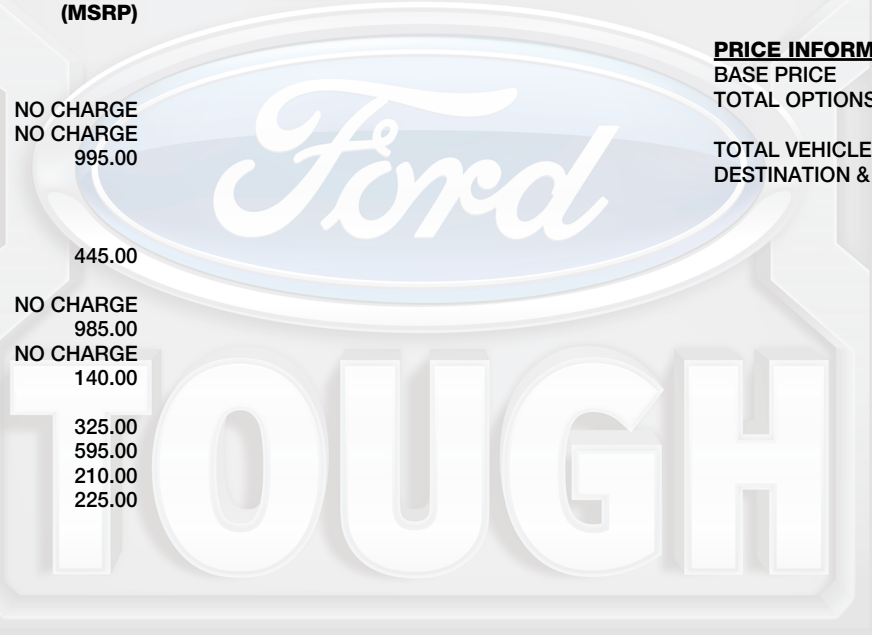 (MSRP)
NO CHARGE
NO CHARGE
995.00
445.00
NO CHARGE
985.00
NO CHARGE
140.00
325.00
595.00
210.00
225.00
PRICE INFORM
BASE PRICE
TOTAL OPTIONS
TOTAL VEHICLE
DESTINATION &
Ford
TOUGH